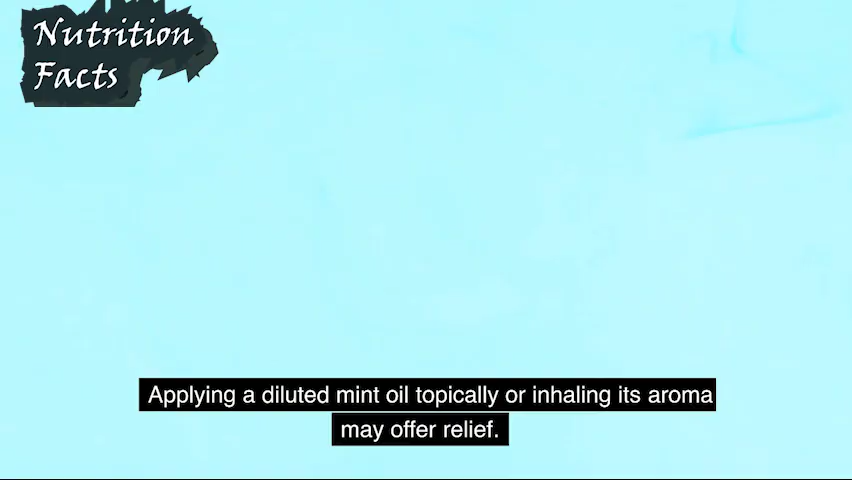 Nutrition
Facts
Applying a diluted mint oil topically or inhaling its aroma
may offer relief.